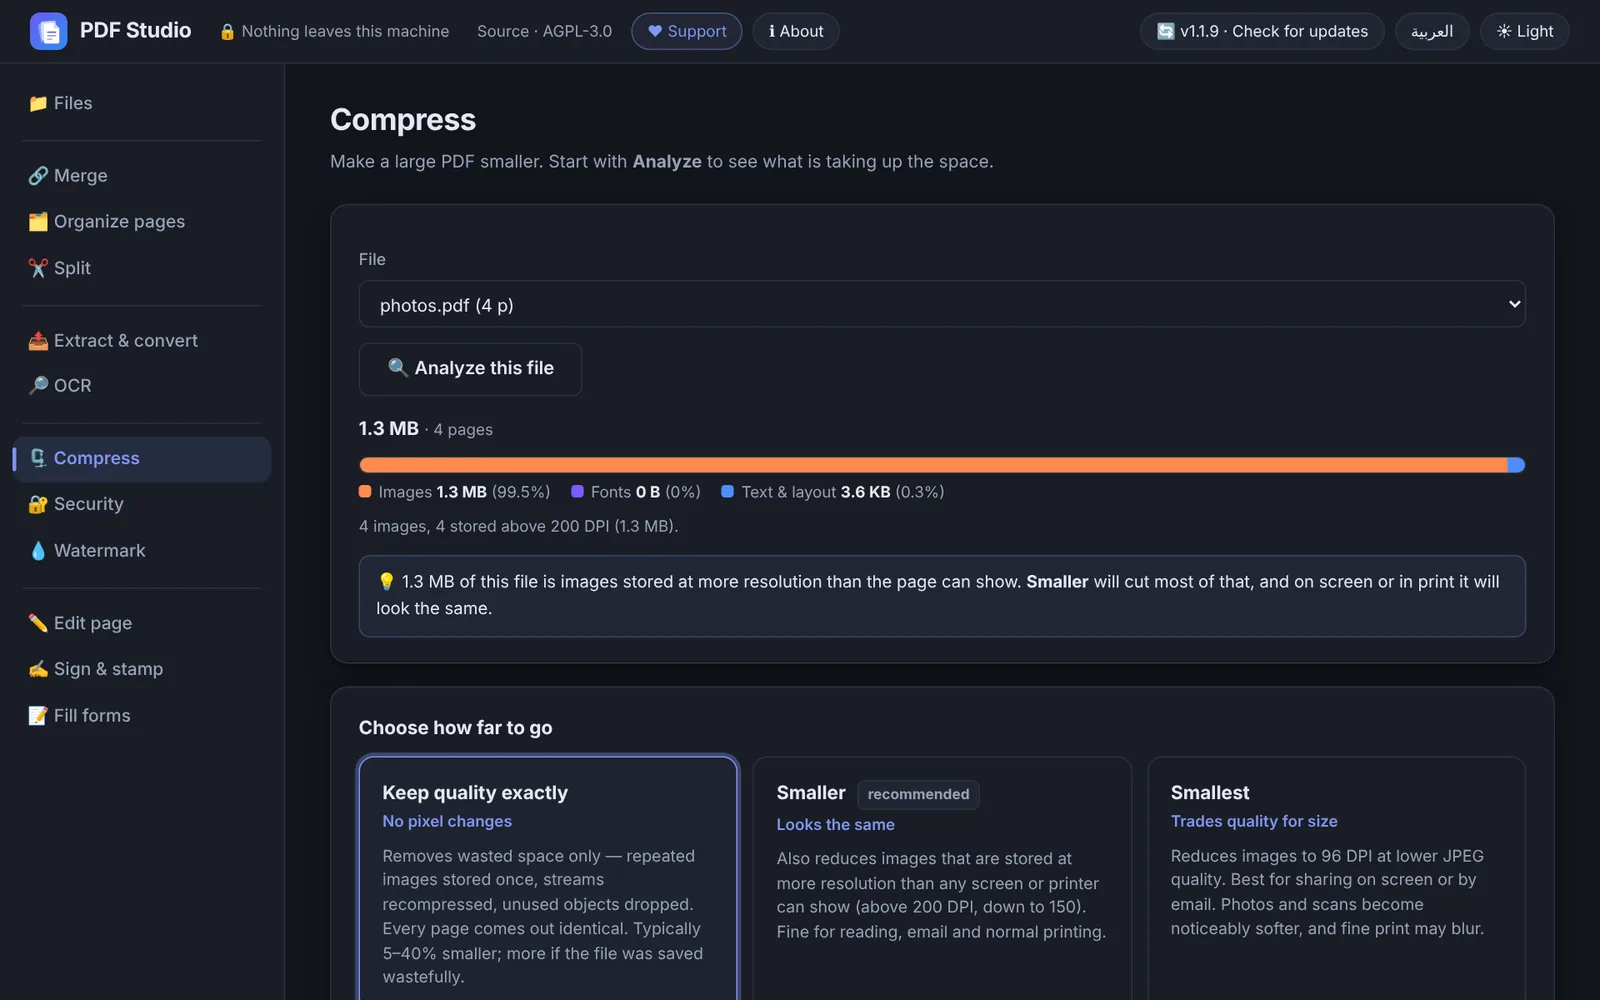 PDF Studio
🔒 Nothing leaves this machine
Source · AGPL-3.0
♥ Support
ℹ About
🔄 v1.1.9 · Check for updates
العربية
☀ Light
📁 Files
🔗 Merge
🗂️ Organize pages
✂️ Split
📤 Extract & convert
🔎 OCR
🗜️ Compress
🔐 Security
💧 Watermark
✏️ Edit page
✍️ Sign & stamp
📝 Fill forms
Compress
Make a large PDF smaller. Start with Analyze to see what is taking up the space.
File
photos.pdf (4 p)
🔍 Analyze this file
1.3 MB · 4 pages
Images 1.3 MB (99.5%) Fonts 0 B (0%) Text & layout 3.6 KB (0.3%)
4 images, 4 stored above 200 DPI (1.3 MB).
💡 1.3 MB of this file is images stored at more resolution than the page can show. Smaller will cut most of that, and on screen or in print it will
look the same.
Choose how far to go
Keep quality exactly
No pixel changes
Removes wasted space only — repeated
images stored once, streams
recompressed, unused objects dropped.
Every page comes out identical. Typically
5–40% smaller; more if the file was saved
wastefully.
Smaller recommended
Looks the same
Also reduces images that are stored at
more resolution than any screen or printer
can show (above 200 DPI, down to 150).
Fine for reading, email and normal printing.
Smallest
Trades quality for size
Reduces images to 96 DPI at lower JPEG
quality. Best for sharing on screen or by
email. Photos and scans become
noticeably softer, and fine print may blur.